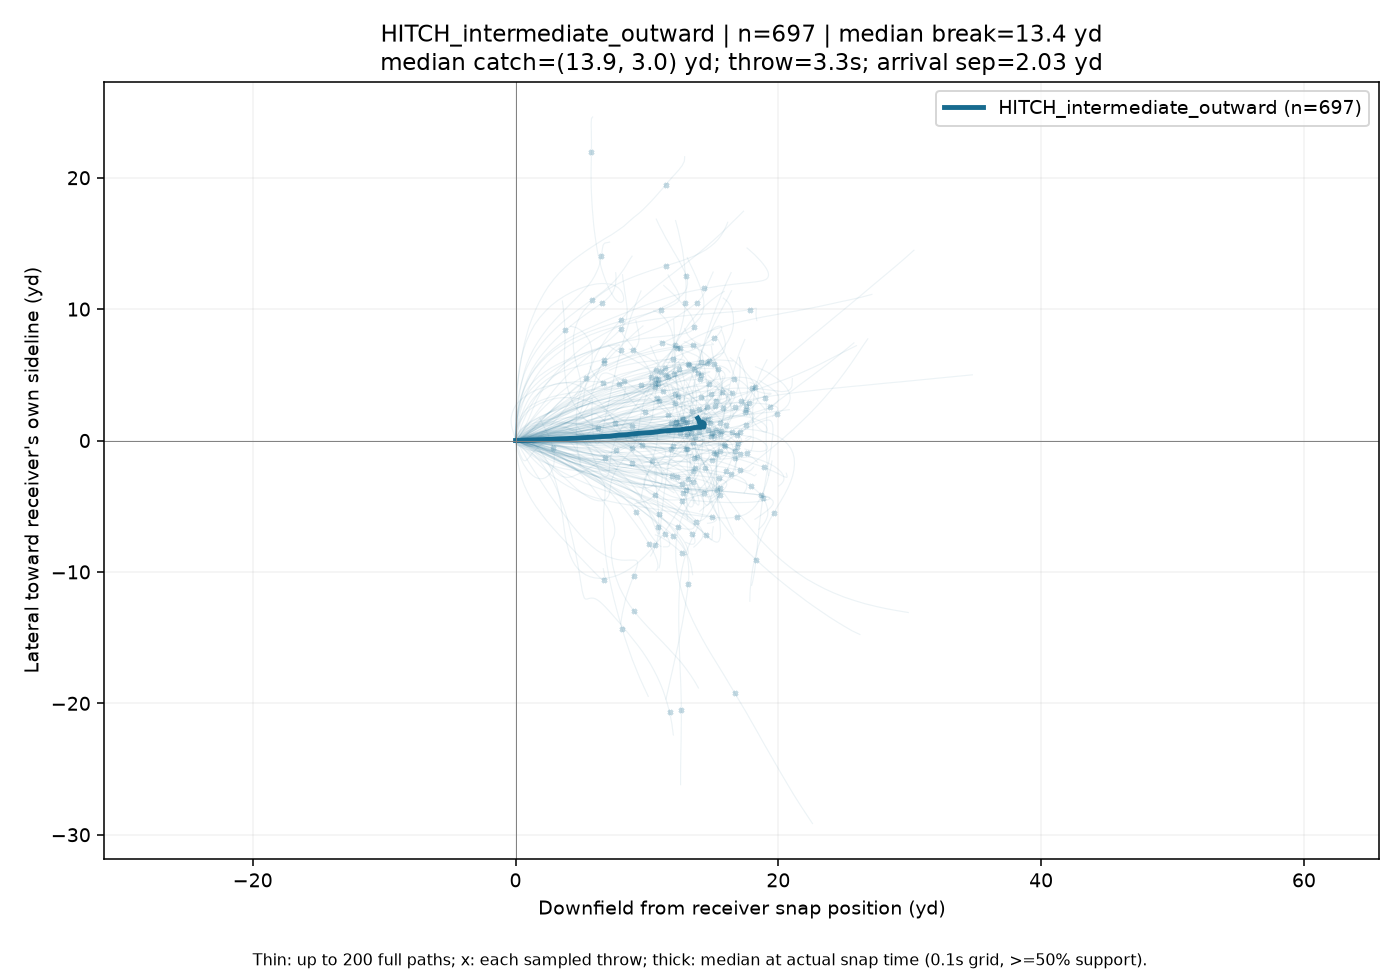 HITCH_intermediate_outward | n=697 | median break=13.4 yd
median catch=(13.9, 3.0) yd; throw=3.3s; arrival sep=2.03 yd
HITCH_intermediate_outward (n=697)
Lateral toward receiver's own sideline (yd)
20
10
0
−10
−20
−30
−20
0
20
40
60
Downfield from receiver snap position (yd)
Thin: up to 200 full paths; x: each sampled throw; thick: median at actual snap time (0.1s grid, >=50% support).